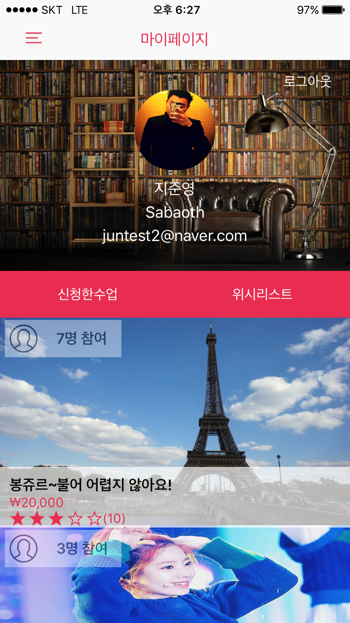 SKT LTE 오후 6:27 97%
마이페이지
로그아웃
지준영
Sabaoth
juntest2@naver.com
신청한수업 위시리스트
7명 참여
봉쥬르~불어 어렵지 않아요!
₩20,000
(10)
3명 참여